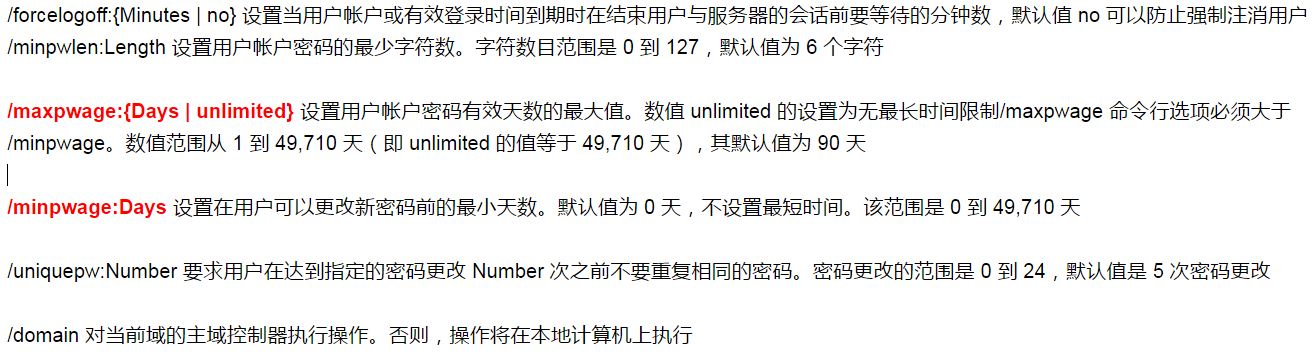 /forcelogoff:{Minutes | no} 设置当用户帐户或有效登录时间到期时在结束用户与服务器的会话前要等待的分钟数，默认值 no 可以防止强制注消用户
/minpwlen:Length 设置用户帐户密码的最少字符数。字符数目范围是 0 到 127，默认值为 6 个字符
/maxpwage:{Days | unlimited} 设置用户帐户密码有效天数的最大值。数值 unlimited 的设置为无最长时间限制/maxpwage 命令行选项必须大于
/minpwage。数值范围从 1 到 49,710 天（即 unlimited 的值等于 49,710 天），其默认值为 90 天
/minpwage:Days 设置在用户可以更改新密码前的最小天数。默认值为 0 天，不设置最短时间。该范围是 0 到 49,710 天
/uniquepw:Number 要求用户在达到指定的密码更改 Number 次之前不要重复相同的密码。密码更改的范围是 0 到 24，默认值是 5 次密码更改
/domain 对当前域的主域控制器执行操作。否则，操作将在本地计算机上执行